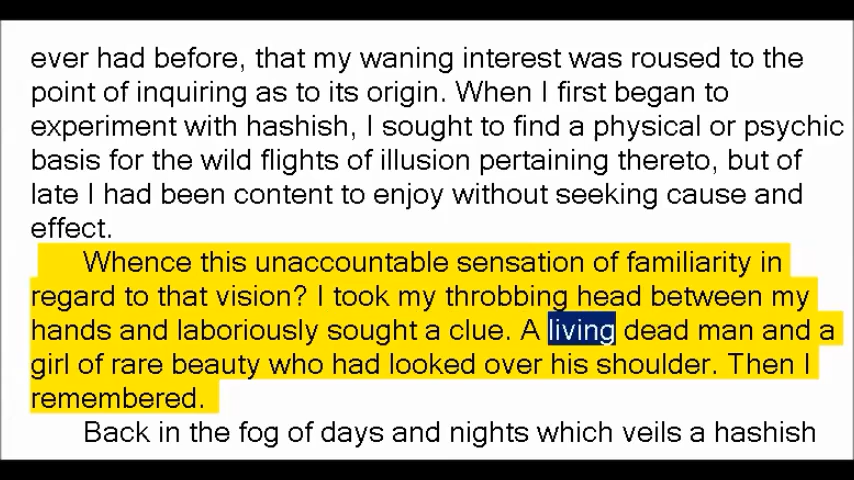 ever had before, that my waning interest was roused to the
point of inquiring as to its origin. When I first began to
experiment with hashish, I sought to find a physical or psychic
basis for the wild flights of illusion pertaining thereto, but of
late I had been content to enjoy without seeking cause and
effect.
Whence this unaccountable sensation of familiarity in
regard to that vision? I took my throbbing head between my
hands and laboriously sought a clue. A living dead man and a
girl of rare beauty who had looked over his shoulder. Then I
remembered.
Back in the fog of days and nights which veils a hashish